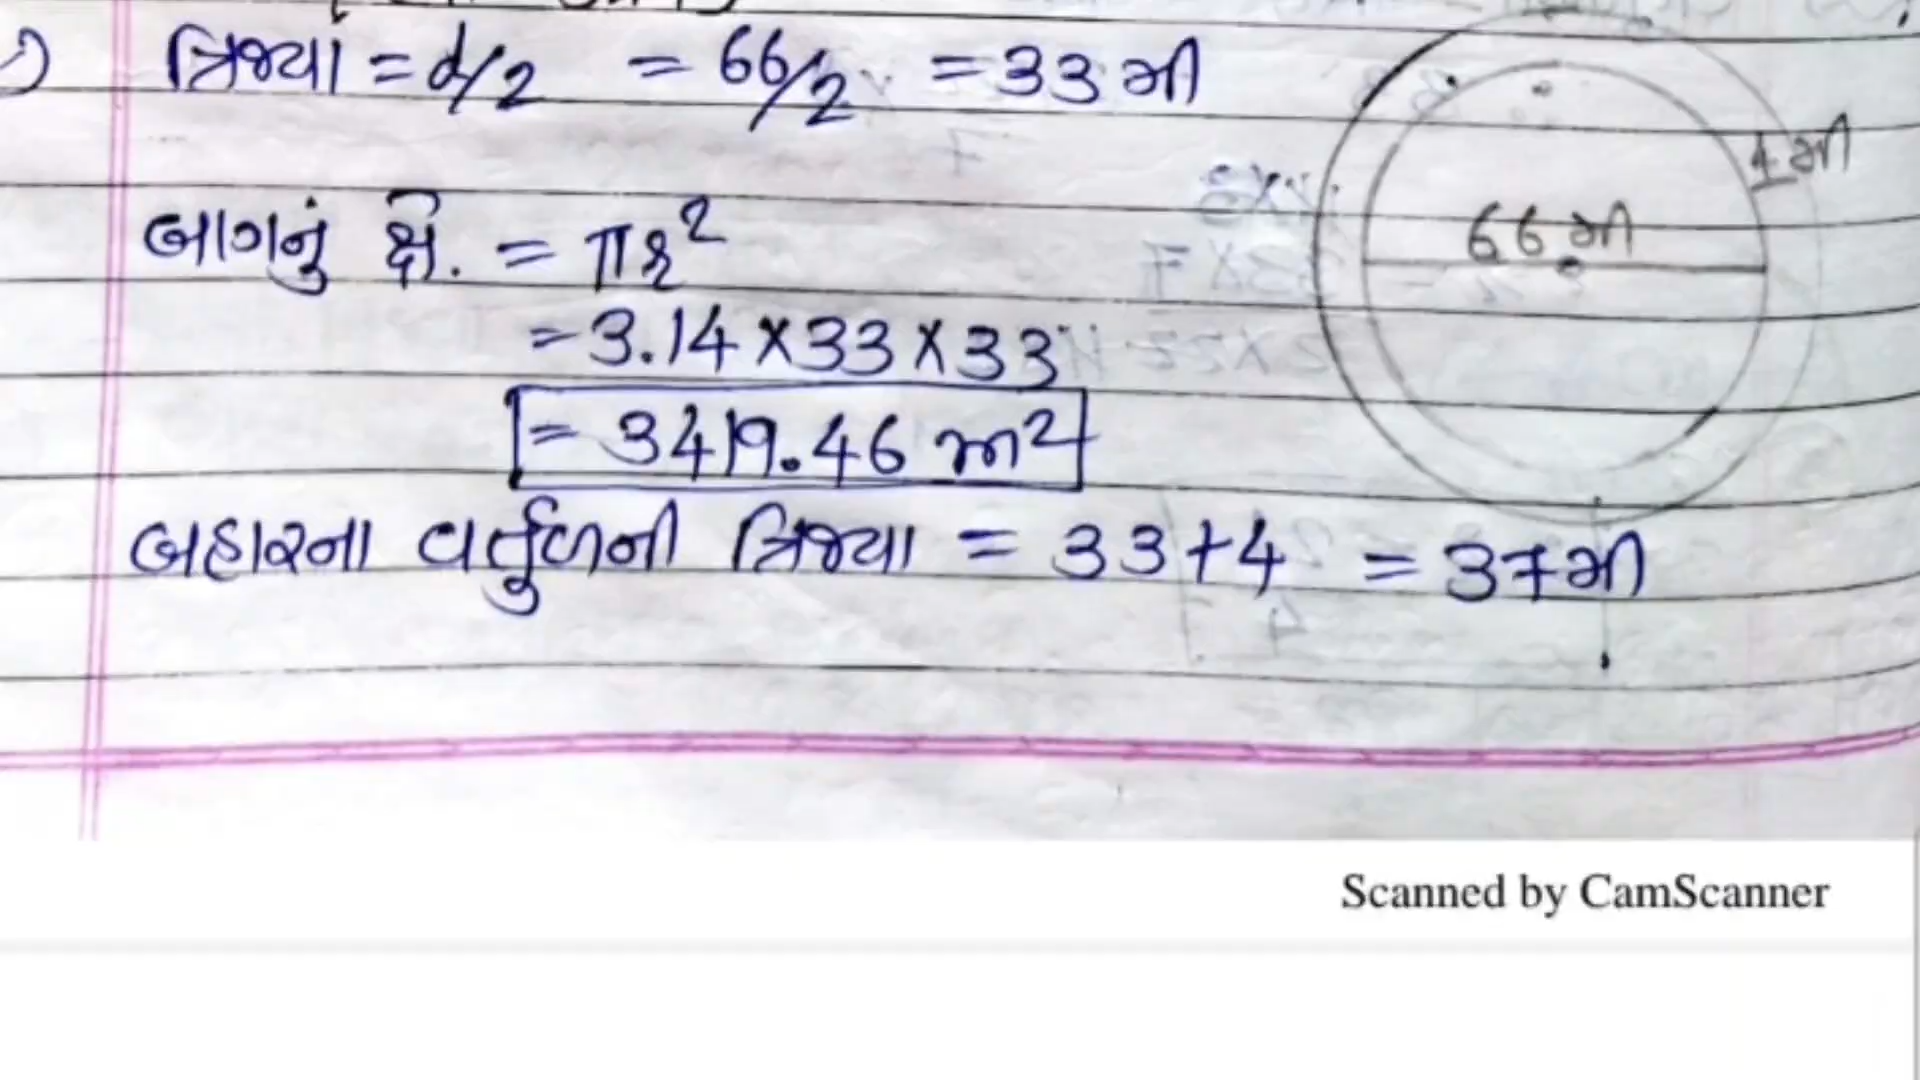 ત્રિજ્યા = d/2 = 66/2 = 33 મી
4 મી
66 મી
બાગનું ક્ષે. = πr²
= 3.14 × 33 × 33
= 3419.46 m²
બહારના વર્તુળની ત્રિજ્યા = 33 + 4 = 37 મી
Scanned by CamScanner